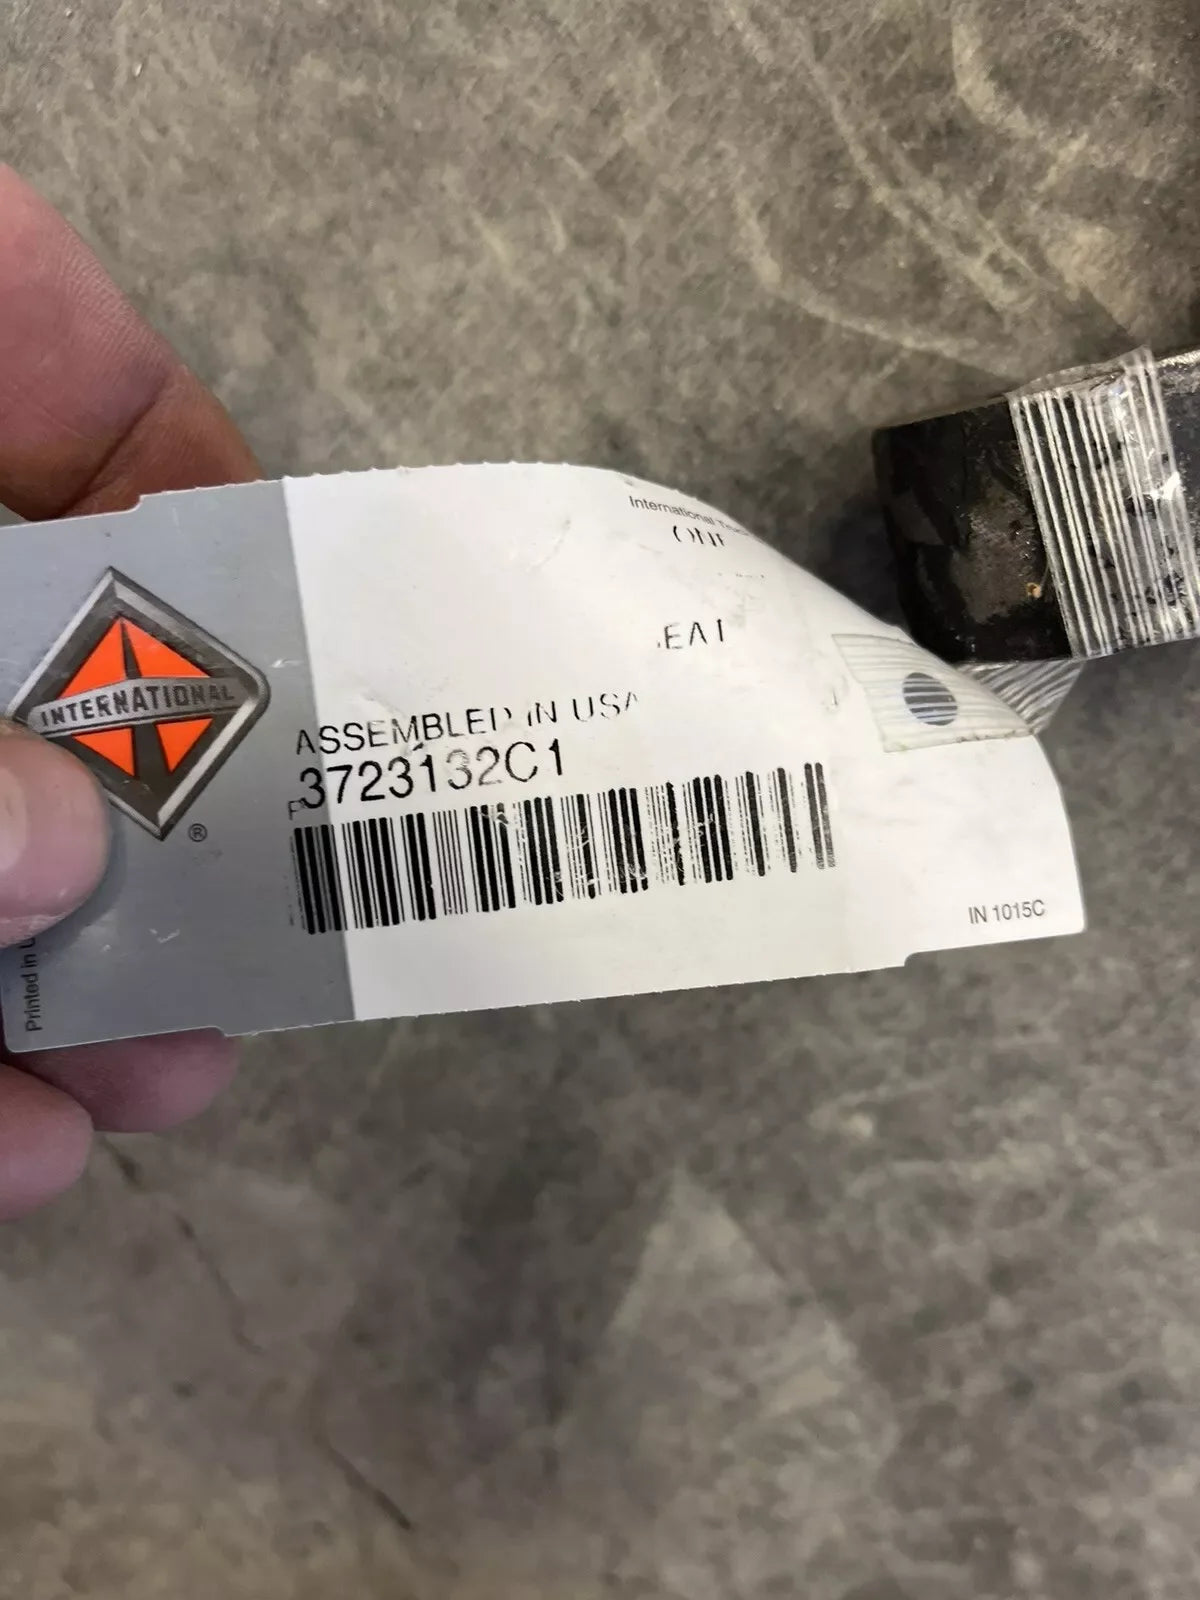 International
ASSEMBLED IN USA
3723132C1
P
INTERNATIONAL
®
IN 1015C
Printed in